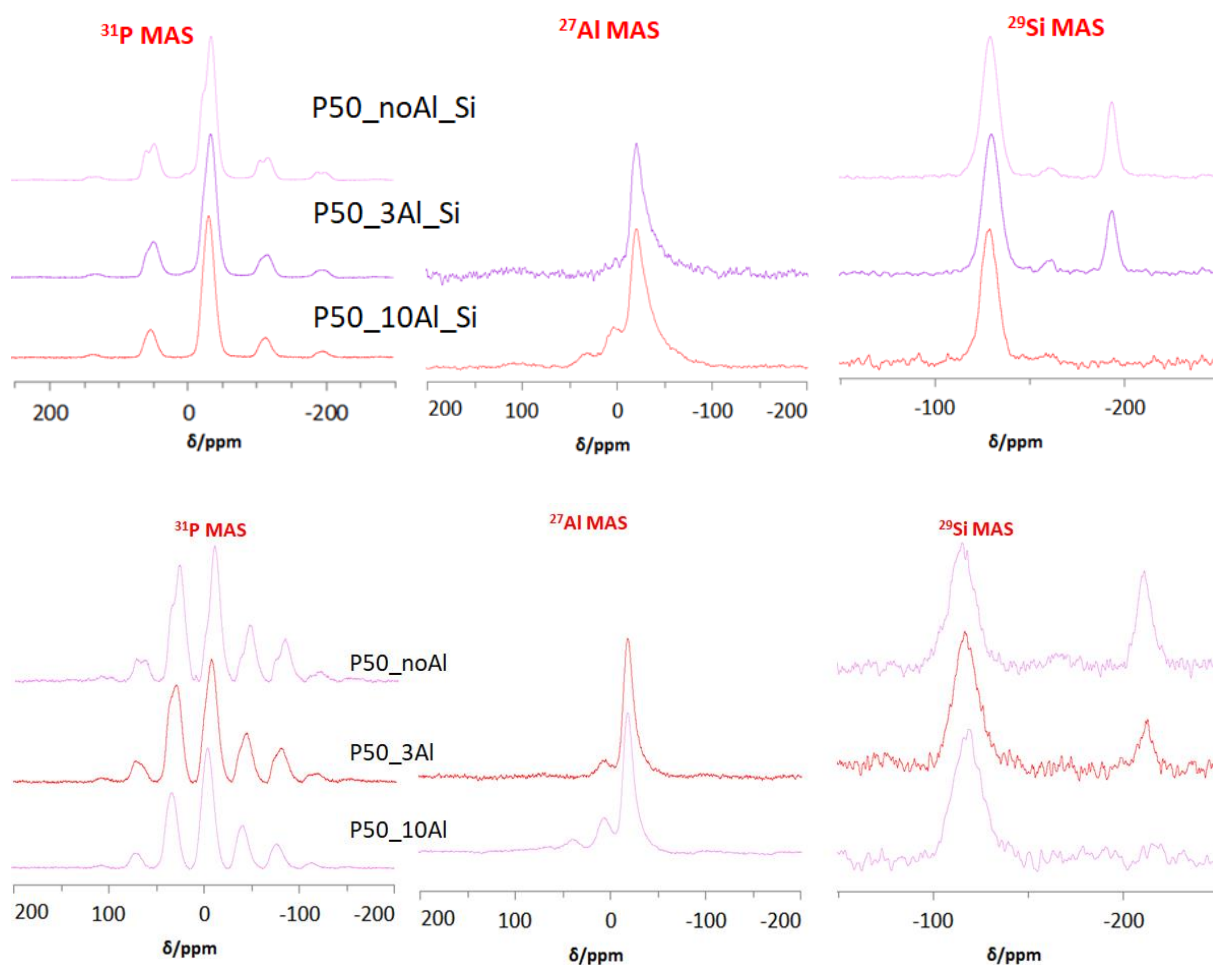 ³¹P MAS
²⁷Al MAS
²⁹Si MAS
P50_noAl_Si
P50_3Al_Si
P50_10Al_Si
200 0 -200
δ/ppm
200 100 0 -100 -200
δ/ppm
-100 -200
δ/ppm
³¹P MAS
²⁷Al MAS
²⁹Si MAS
P50_noAl
P50_3Al
P50_10Al
200 100 0 -100 -200
δ/ppm
200 100 0 -100 -200
δ/ppm
-100 -200
δ/ppm